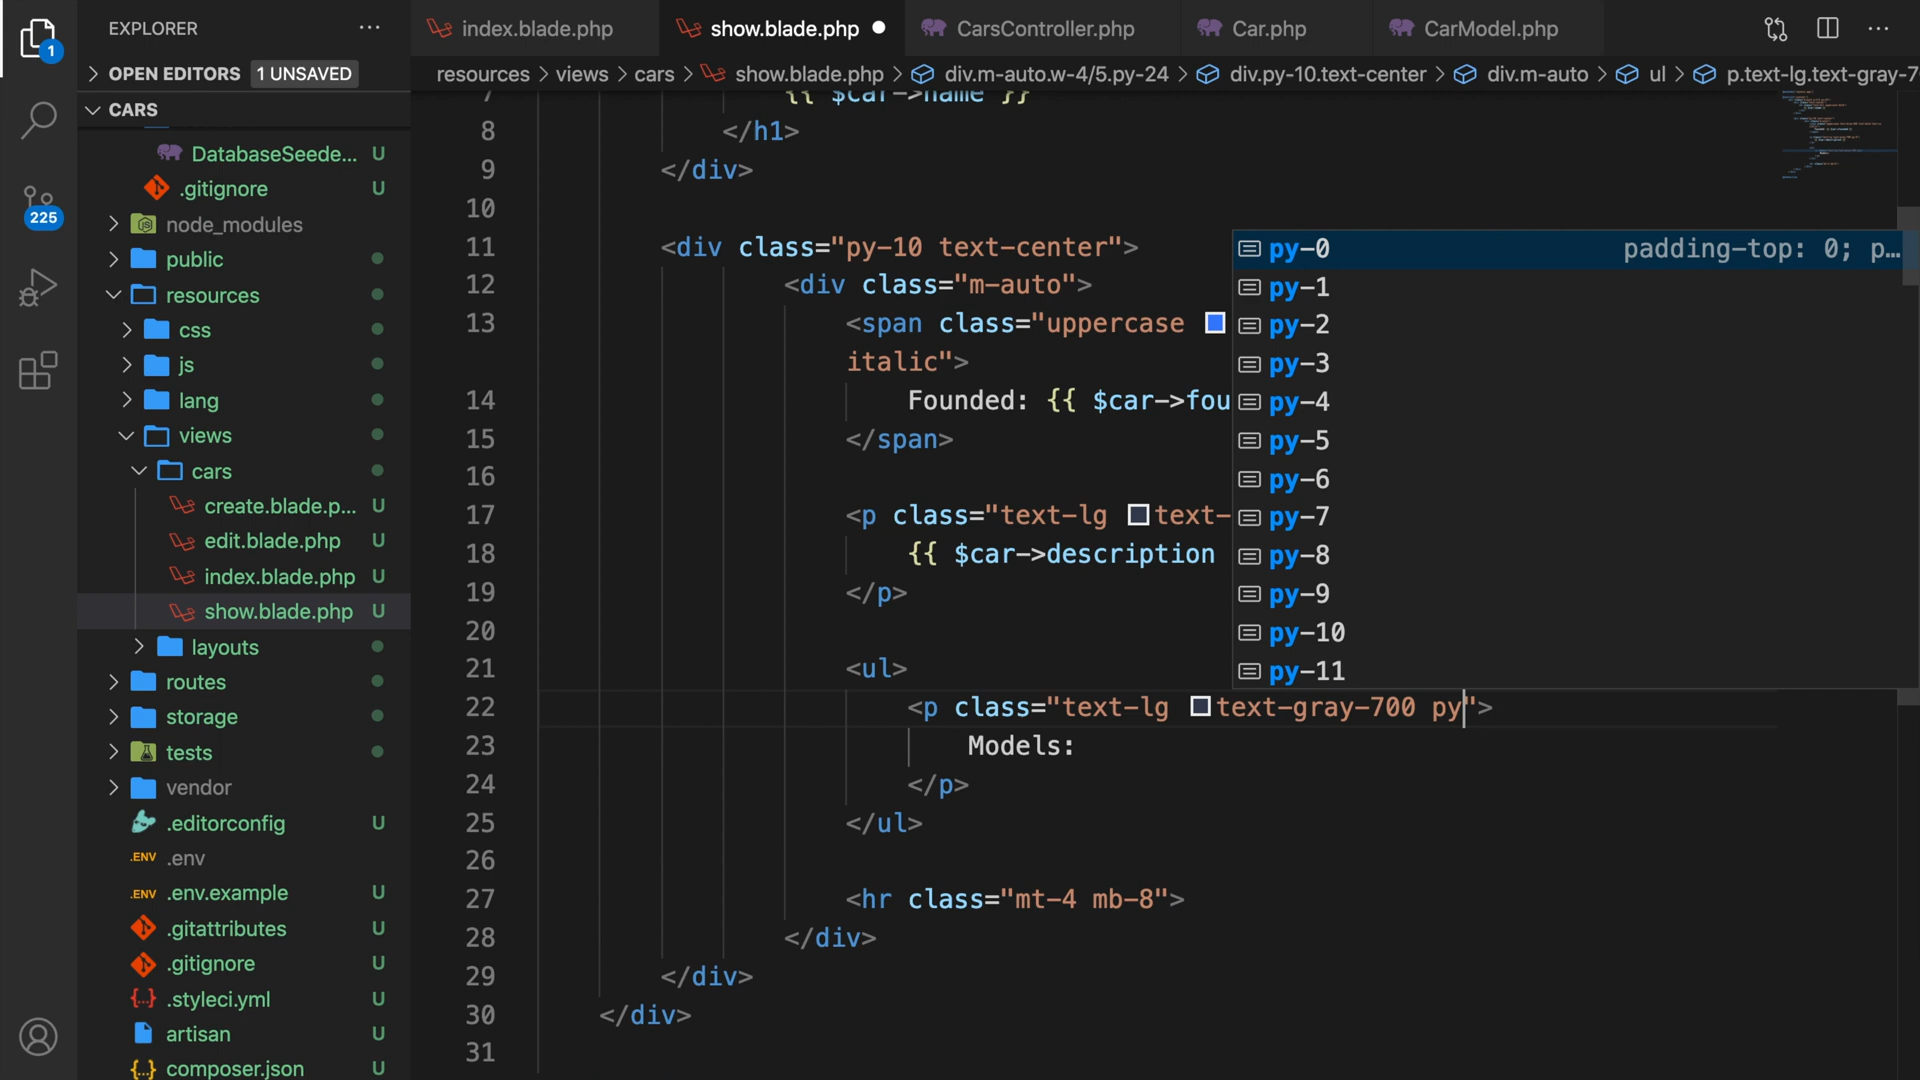 EXPLORER
index.blade.php
show.blade.php
CarsController.php
Car.php
CarModel.php
1
OPEN EDITORS
1 UNSAVED
resources > views > cars > show.blade.php > div.m-auto.w-4/5.py-24 > div.py-10.text-center > div.m-auto > ul > p.text-lg.text-gray-7
CARS
DatabaseSeede... U
.gitignore U
225
node_modules
public
resources
css
js
lang
views
cars
create.blade.p... U
edit.blade.php U
index.blade.php U
show.blade.php U
layouts
routes
storage
tests
vendor
.editorconfig U
.ENV .env
.ENV .env.example U
.gitattributes U
.gitignore U
.styleci.yml U
artisan U
composer.json U
7 {{ $car->name }}
8 </h1>
9 </div>
10
11 <div class="py-10 text-center">
12 <div class="m-auto">
13 <span class="uppercase
italic">
14 Founded: {{ $car->fou
15 </span>
16
17 <p class="text-lg text-
18 {{ $car->description
19 </p>
20
21 <ul>
22 <p class="text-lg text-gray-700 py">
23 Models:
24 </p>
25 </ul>
26
27 <hr class="mt-4 mb-8">
28 </div>
29 </div>
30 </div>
31
py-0 padding-top: 0; p...
py-1
py-2
py-3
py-4
py-5
py-6
py-7
py-8
py-9
py-10
py-11